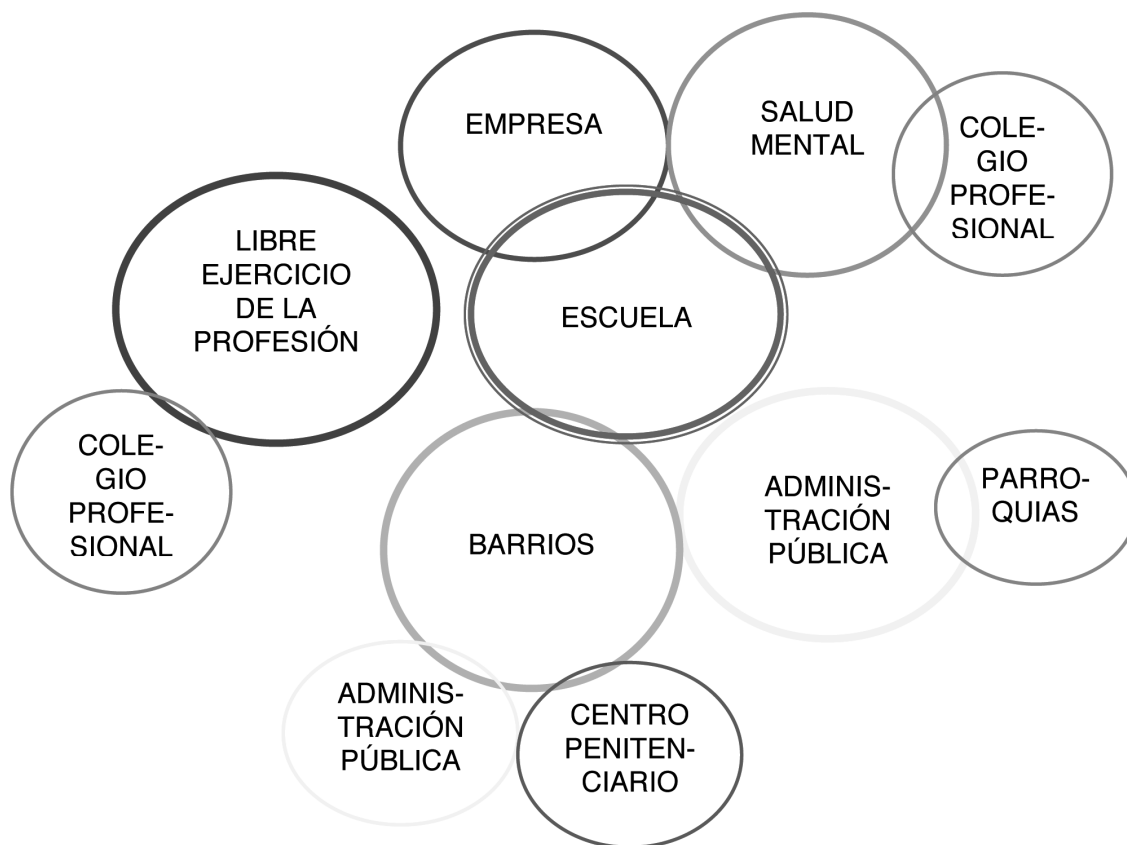 EMPRESA
SALUD
MENTAL
COLE-
GIO
PROFE-
SIONAL
LIBRE
EJERCICIO
DE LA
PROFESIÓN
ESCUELA
COLE-
GIO
PROFE-
SIONAL
BARRIOS
ADMINIS-
TRACIÓN
PÚBLICA
PARRO-
QUIAS
ADMINIS-
TRACIÓN
PÚBLICA
CENTRO
PENITEN-
CIARIO